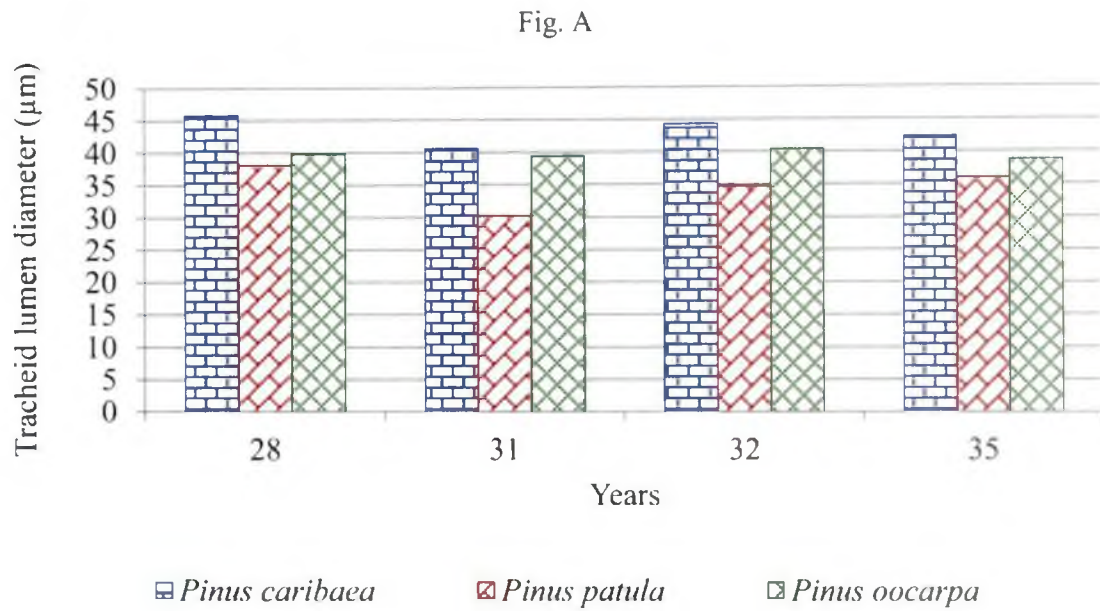 Fig. A
Tracheid lumen diameter (µm)
50
45
40
35
30
25
20
15
10
5
0
28 31 32 35
Years
Pinus caribaea Pinus patula Pinus oocarpa